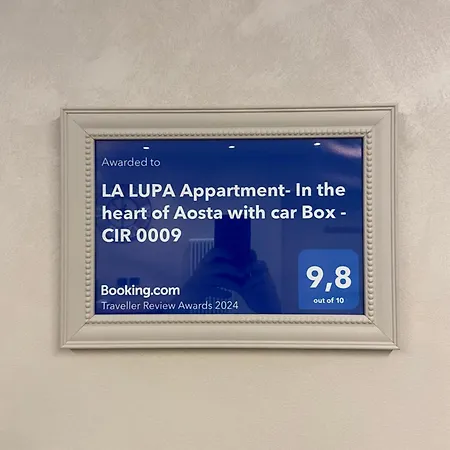 Awarded to
LA LUPA Appartment- In the
heart of Aosta with car Box -
CIR 0009
9,8
out of 10
Booking.com
Traveller Review Awards 2024